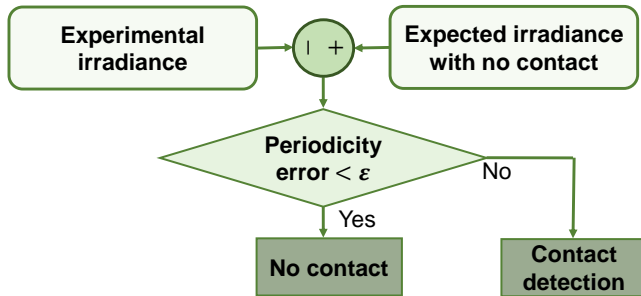 Experimental
irradiance
− +
Expected irradiance
with no contact
Periodicity
error < ε
No
Yes
No contact
Contact
detection